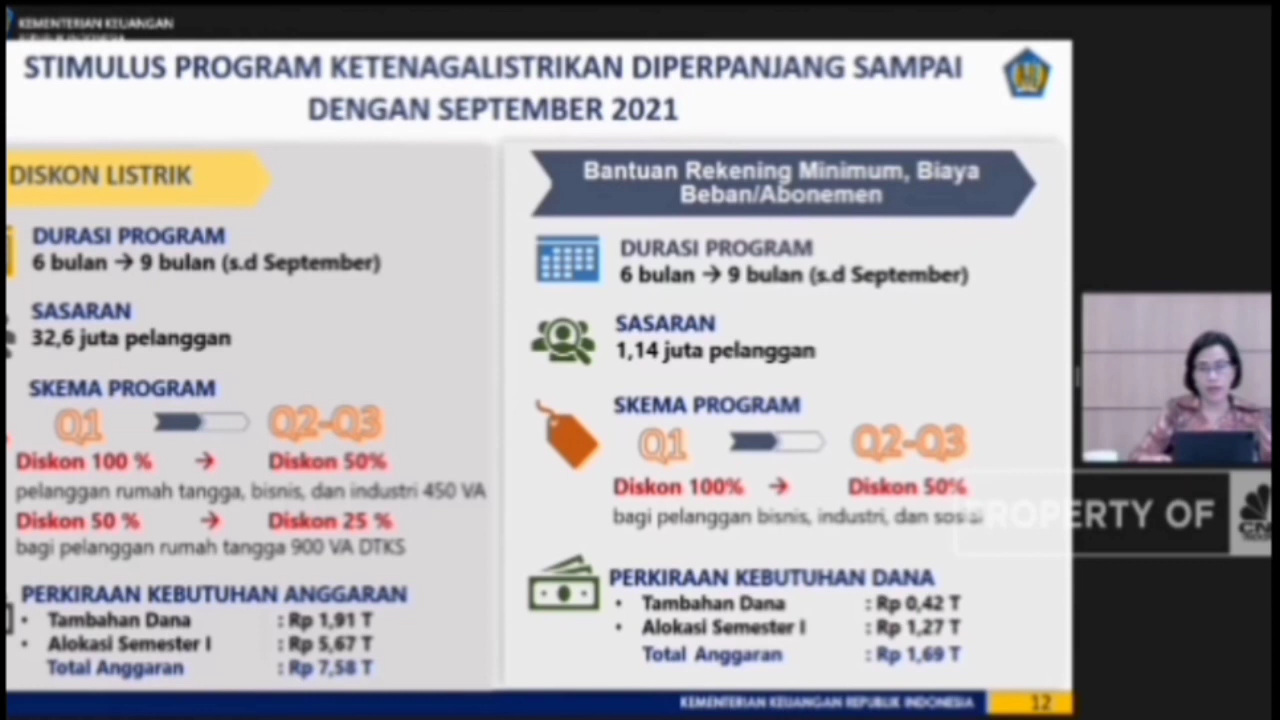 KEMENTERIAN KEUANGAN
REPUBLIK INDONESIA
STIMULUS PROGRAM KETENAGALISTRIKAN DIPERPANJANG SAMPAI
DENGAN SEPTEMBER 2021
DISKON LISTRIK
DURASI PROGRAM
6 bulan → 9 bulan (s.d September)
SASARAN
32,6 juta pelanggan
SKEMA PROGRAM
Q1 Q2-Q3
Diskon 100 % → Diskon 50%
pelanggan rumah tangga, bisnis, dan industri 450 VA
Diskon 50 % → Diskon 25 %
bagi pelanggan rumah tangga 900 VA DTKS
PERKIRAAN KEBUTUHAN ANGGARAN
• Tambahan Dana : Rp 1,91 T
• Alokasi Semester I : Rp 5,67 T
Total Anggaran : Rp 7,58 T
Bantuan Rekening Minimum, Biaya
Beban/Abonemen
DURASI PROGRAM
6 bulan → 9 bulan (s.d September)
SASARAN
1,14 juta pelanggan
SKEMA PROGRAM
Q1 Q2-Q3
Diskon 100% → Diskon 50%
bagi pelanggan bisnis, industri, dan sosial
PERKIRAAN KEBUTUHAN DANA
• Tambahan Dana : Rp 0,42 T
• Alokasi Semester I : Rp 1,27 T
Total Anggaran : Rp 1,69 T
KEMENTERIAN KEUANGAN REPUBLIK INDONESIA 12
PROPERTY OF
CN